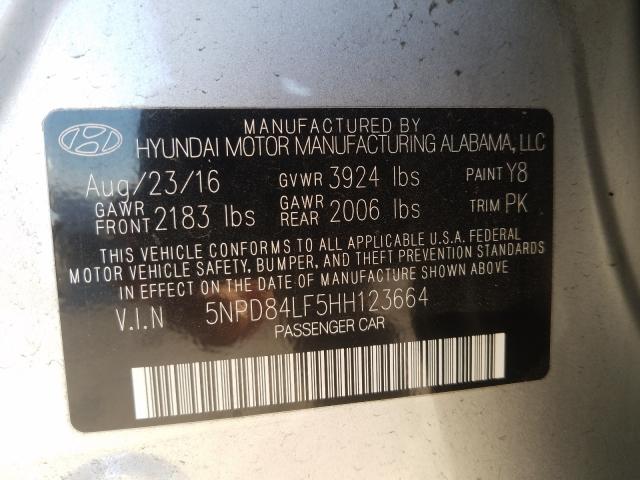 MANUFACTURED BY
HYUNDAI MOTOR MANUFACTURING ALABAMA, LLC
Aug/23/16 GVWR 3924 lbs PAINT Y8
GAWR FRONT 2183 lbs GAWR REAR 2006 lbs TRIM PK
THIS VEHICLE CONFORMS TO ALL APPLICABLE U.S.A. FEDERAL
MOTOR VEHICLE SAFETY, BUMPER, AND THEFT PREVENTION STANDARDS
IN EFFECT ON THE DATE OF MANUFACTURE SHOWN ABOVE
V.I.N 5NPD84LF5HH123664
PASSENGER CAR